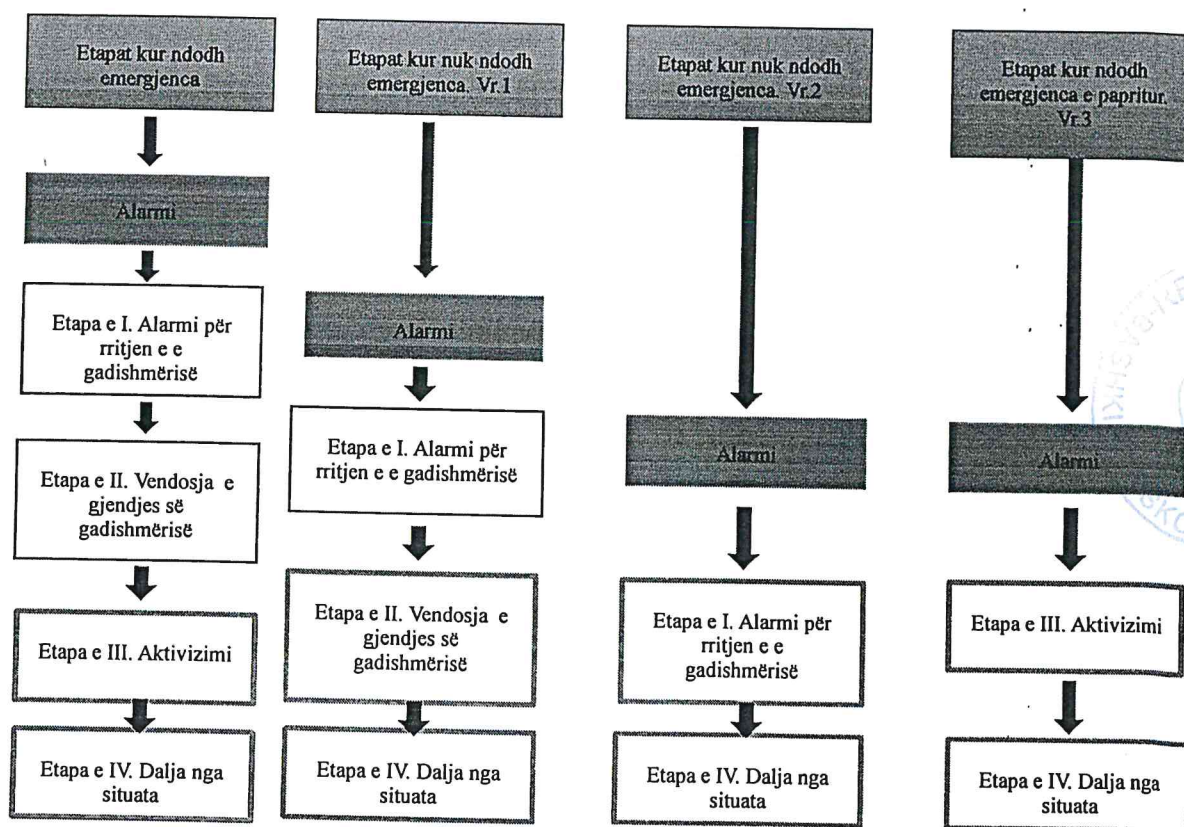 Etapat kur ndodh
emergjenca
Alarmi
Etapa e I. Alarmi për
rritjen e e
gadishmërisë
Etapa e II. Vendosja e
gjendjes së
gadishmërisë
Etapa e III. Aktivizimi
Etapa e IV. Dalja nga
situata
Etapat kur nuk ndodh
emergjenca. Vr.1
Alarmi
Etapa e I. Alarmi për
rritjen e e gadishmërisë
Etapa e II. Vendosja e
gjendjes së
gadishmërisë
Etapa e IV. Dalja nga
situata
Etapat kur nuk ndodh
emergjenca. Vr.2
Alarmi
Etapa e I. Alarmi për
rritjen e e
gadishmërisë
Etapa e IV. Dalja nga
situata
Etapat kur ndodh
emergjenca e papritur.
Vr.3
Alarmi
Etapa e III. Aktivizimi
Etapa e IV. Dalja nga
situata